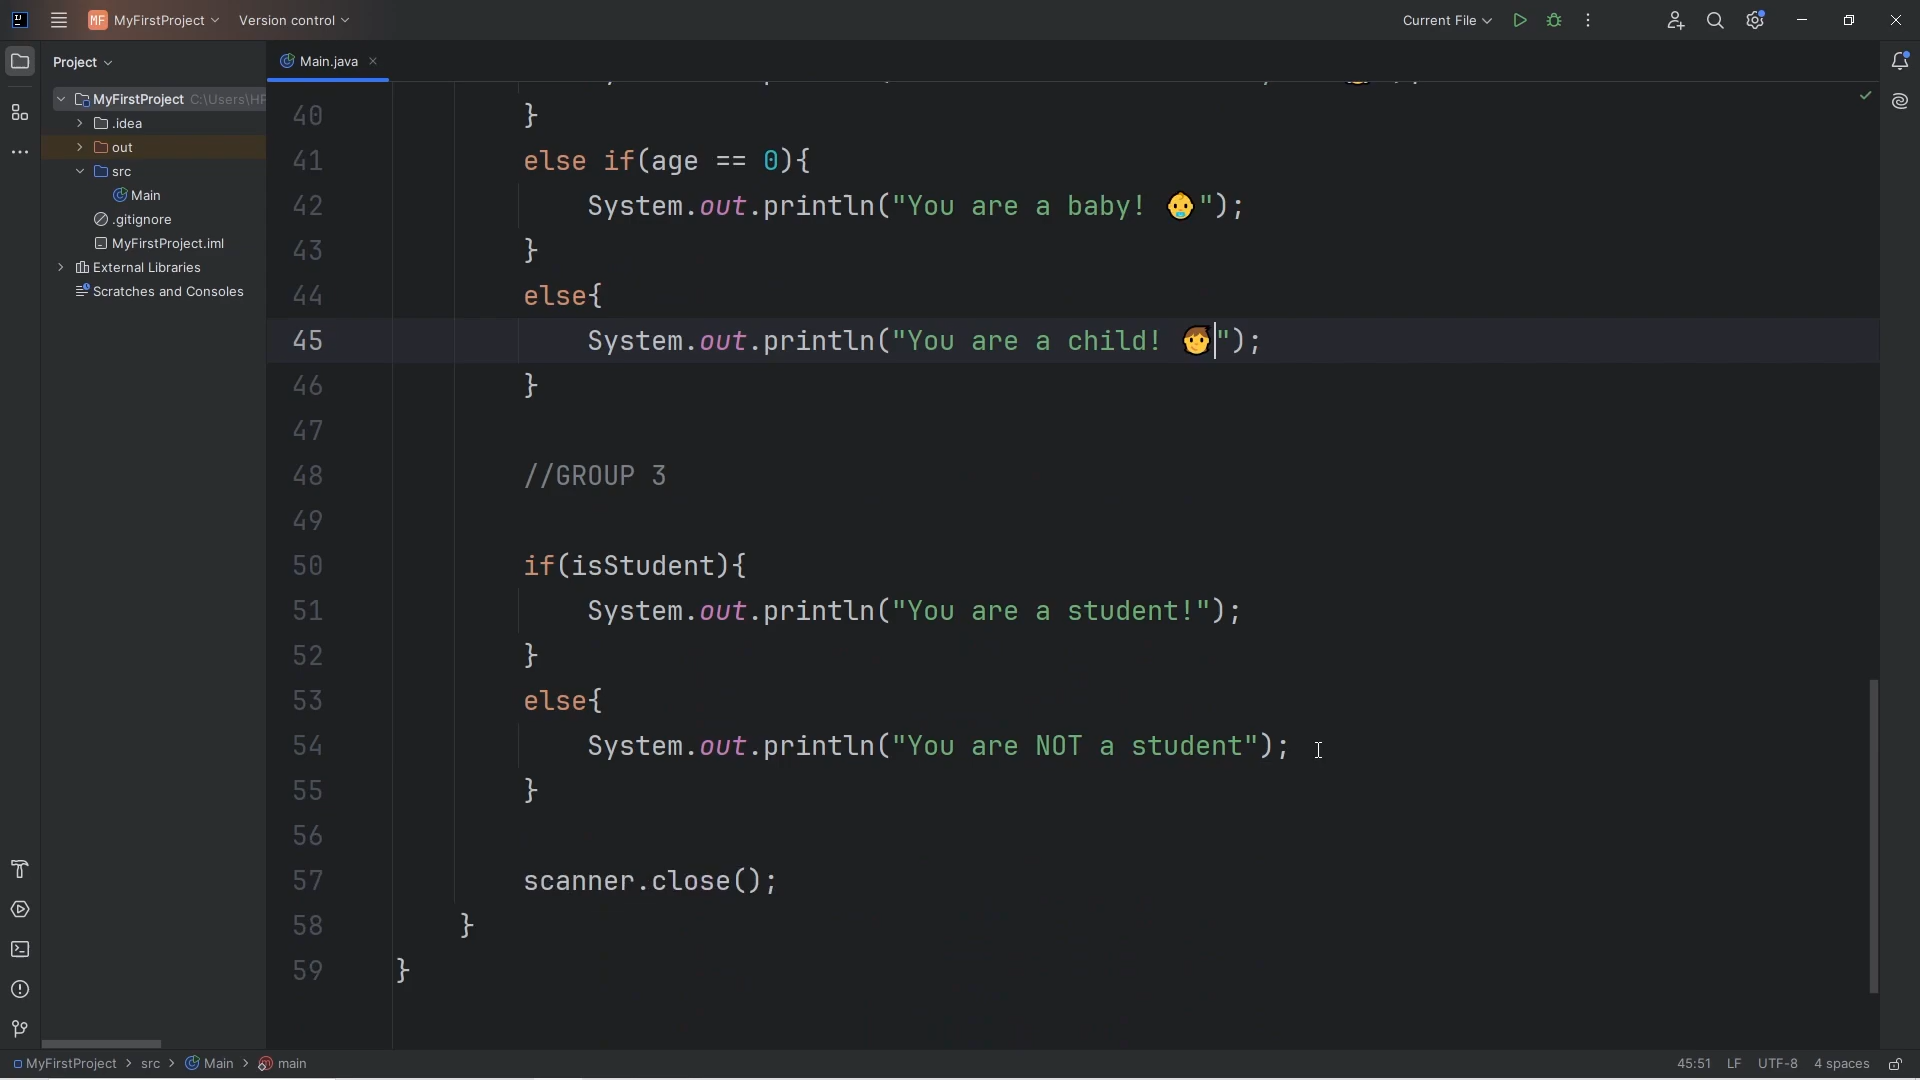 MF MyFirstProject Version control Current File
Project
Main.java
MyFirstProject C:\Users\HP
.idea
out
src
Main
.gitignore
MyFirstProject.iml
External Libraries
Scratches and Consoles
40 }
41 else if(age == 0){
42 System.out.println("You are a baby! 👶");
43 }
44 else{
45 System.out.println("You are a child! 🧒");
46 }
47
48 //GROUP 3
49
50 if(isStudent){
51 System.out.println("You are a student!");
52 }
53 else{
54 System.out.println("You are NOT a student");
55 }
56
57 scanner.close();
58 }
59 }
MyFirstProject > src > Main > main 45:51 LF UTF-8 4 spaces